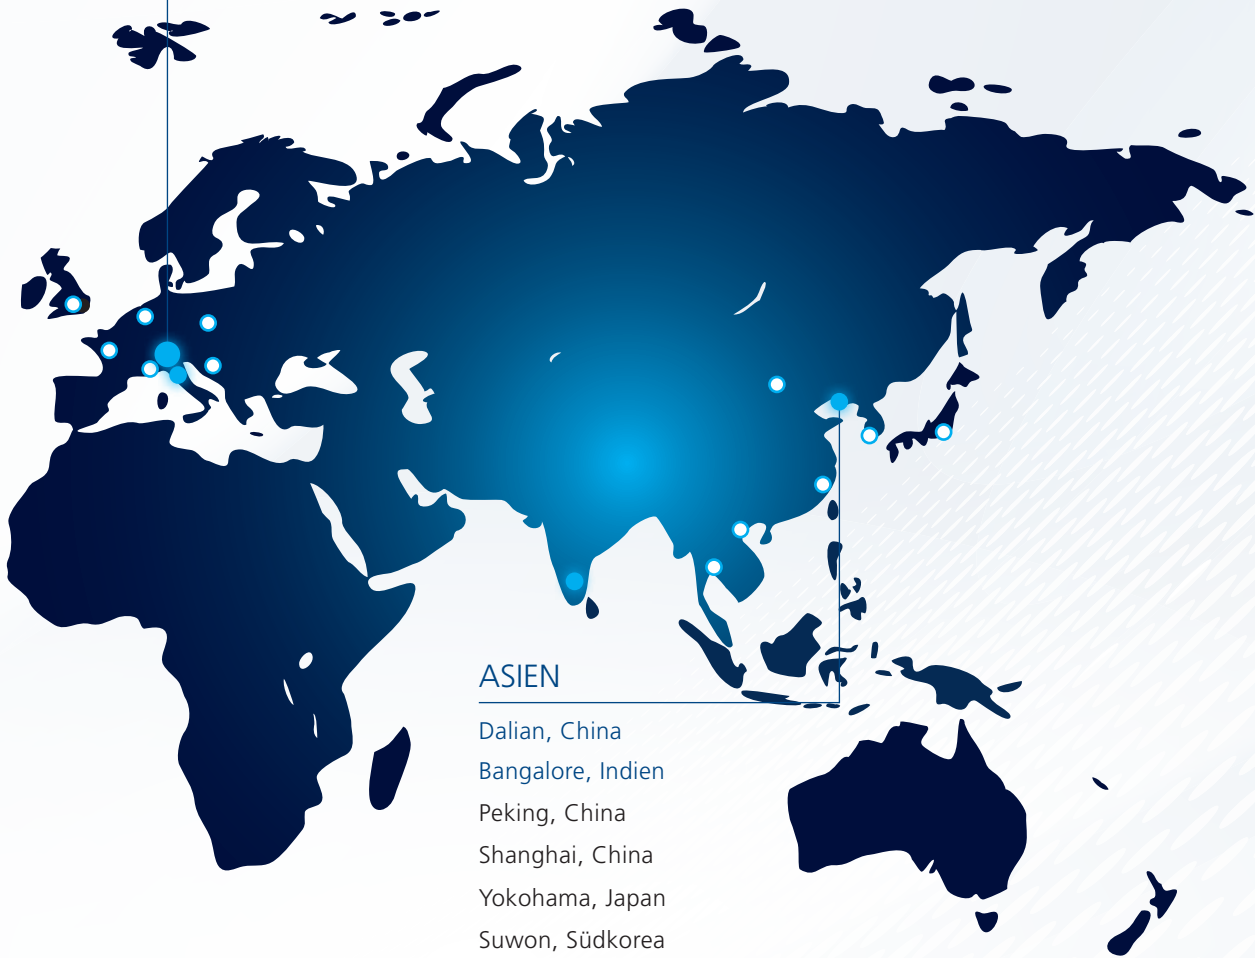 ASIEN
Dalian, China
Bangalore, Indien
Peking, China
Shanghai, China
Yokohama, Japan
Suwon, Südkorea